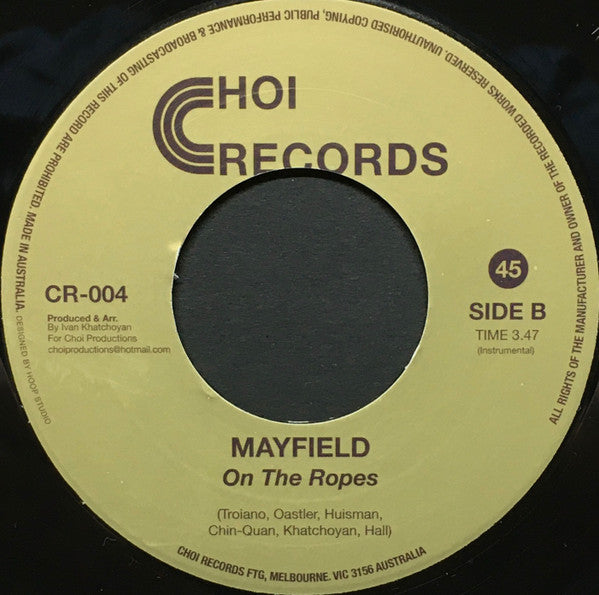 CHOI
RECORDS
CR-004
Produced & Arr.
By Ivan Khatchoyan
For Choi Productions
choiproductions@hotmail.com
45
SIDE B
TIME 3.47
(Instrumental)
MAYFIELD
On The Ropes
(Troiano, Oastler, Huisman,
Chin-Quan, Khatchoyan, Hall)
CHOI RECORDS FTG, MELBOURNE. VIC 3156 AUSTRALIA
ALL RIGHTS OF THE MANUFACTURER AND OWNER OF THE RECORDED WORKS RESERVED. UNAUTHORISED COPYING, PUBLIC PERFORMANCE & BROADCASTING OF THIS RECORD ARE PROHIBITED. MADE IN AUSTRALIA.
DESIGNED BY HOOP STUDIO